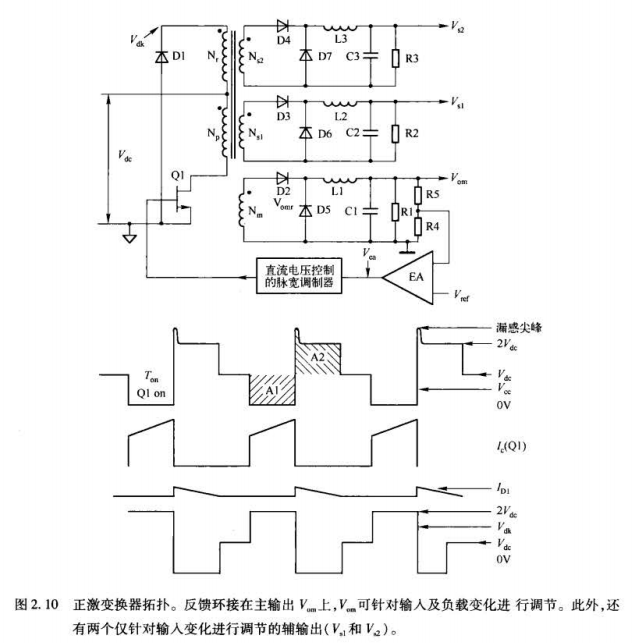 Vs2
D4
L3
Vdk
D1
Nr
Ns2
D7
C3
R3
Vs1
D3
L2
Np
Ns1
D6
C2
R2
Vdc
Q1
Vom
D2
L1
R5
Vomr
Nm
D5
C1
R1
R4
Vea
直流电压控制
的脉宽调制器
EA
Vref
漏感尖峰
2Vdc
A2
Ton
Vdc
Q1 on
A1
Vcc
0V
Ic(Q1)
ID1
2Vdc
Vdk
Vdc
0V
图 2.10 正激变换器拓扑。反馈环接在主输出 Vom 上,Vom 可针对输入及负载变化进行调节。此外,还
有两个仅针对输入变化进行调节的辅输出(Vs1 和 Vs2)。